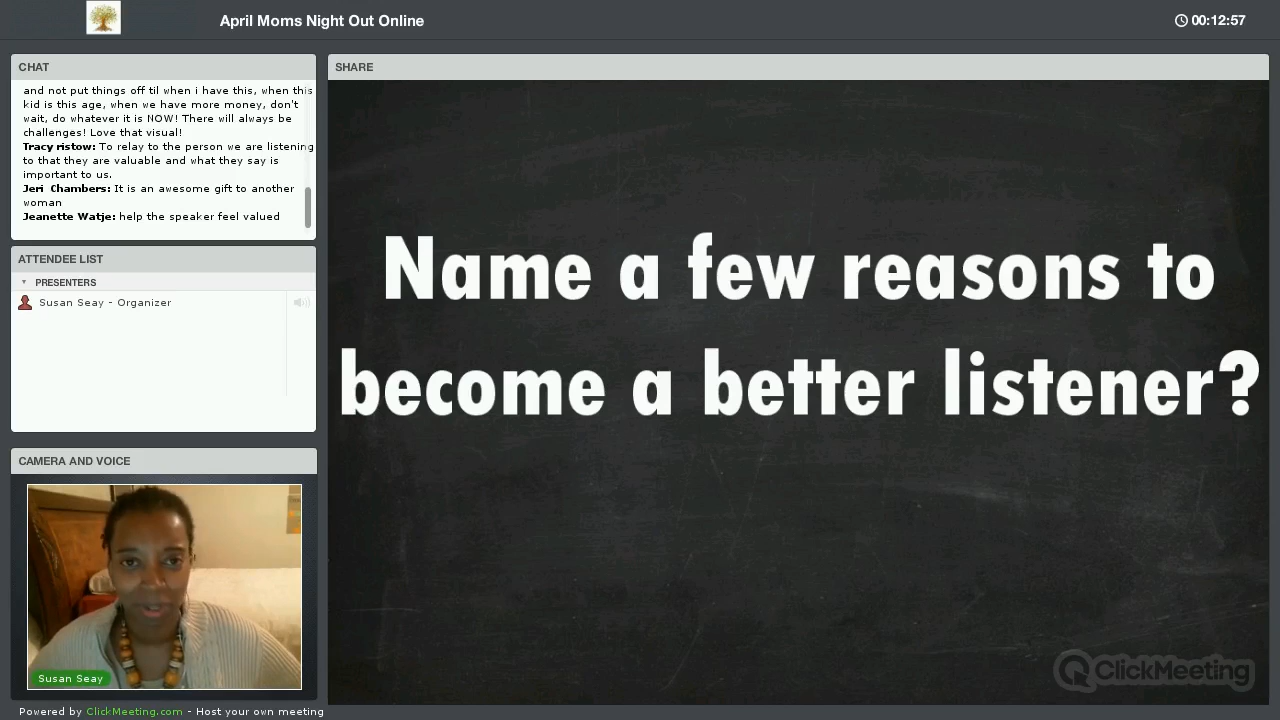 April Moms Night Out Online
00:12:57
CHAT
and not put things off til when i have this, when this
kid is this age, when we have more money, don't
wait, do whatever it is NOW! There will always be
challenges! Love that visual!
Tracy ristow: To relay to the person we are listening
to that they are valuable and what they say is
important to us.
Jeri Chambers: It is an awesome gift to another
woman
Jeanette Watje: help the speaker feel valued
ATTENDEE LIST
PRESENTERS
Susan Seay - Organizer
CAMERA AND VOICE
Susan Seay
Powered by ClickMeeting.com - Host your own meeting
SHARE
Name a few reasons to
become a better listener?
ClickMeeting